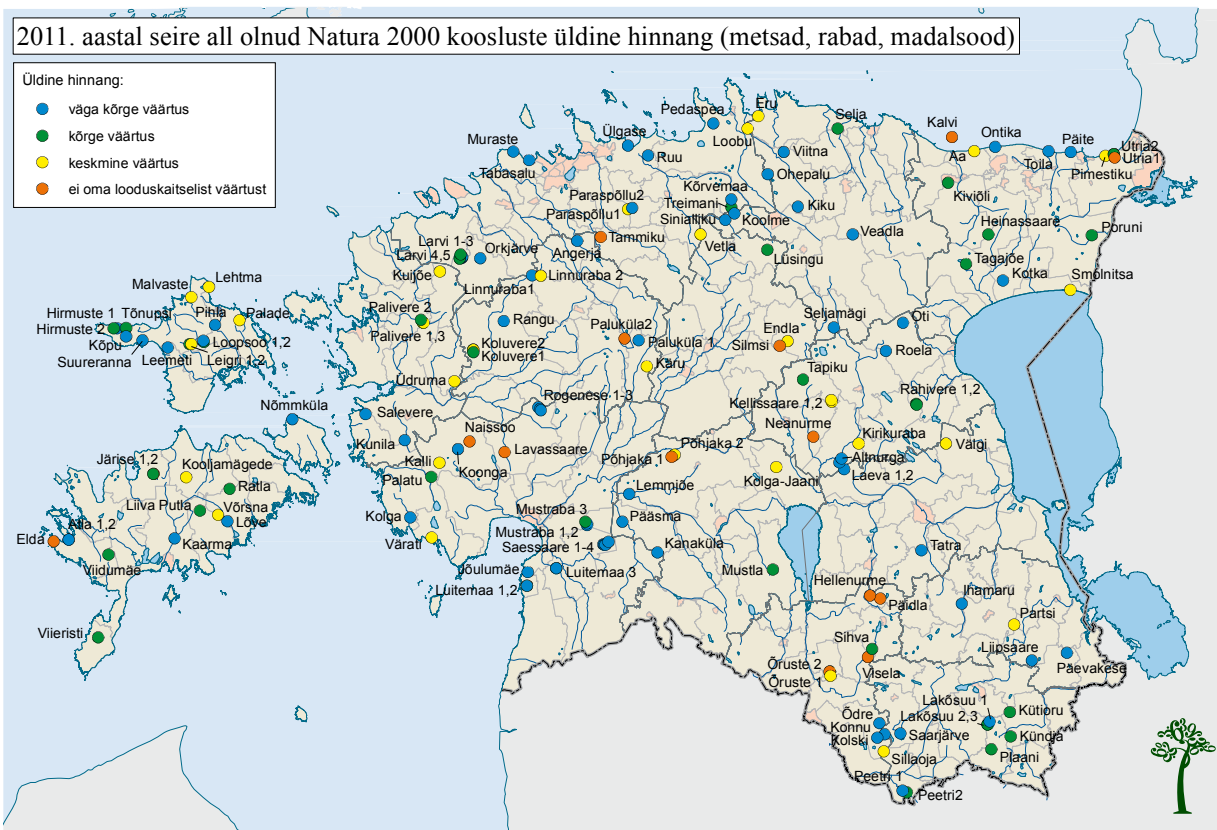 2011. aastal seire all olnud Natura 2000 koosluste üldine hinnang (metsad, rabad, madalsood)
Üldine hinnang:
väga kõrge väärtus
kõrge väärtus
keskmine väärtus
ei oma looduskaitselist väärtust
Pedaspea
Eru
Selja
Kalvi
Ontika
Päite
Muraste
Ülgase
Loobu
Utria2
Utria1
Tabasalu
Ruu
Viitna
Aa
Toila
Pimestiku
Ohepalu
Kiviõli
Kõrvemaa
Paraspõllu2
Treimani
Paraspõllu1
Kiku
Sinialliku
Koolme
Heinassaare
Poruni
Larvi 1-3
Orkjärve
Tammiku
Vetla
Veadla
Larvi 4,5
Angerja
Lüsingu
Tagajõe
Kuijõe
Linnuraba 2
Kotka
Smolnitsa
Lehtma
Malvaste
Linnuraba1
Hirmuste 1
Tõnupsi
Pihla
Palade
Palivere 2
Rangu
Paluküla2
Endla
Seljamägi
Oti
Hirmuste 2
Palivere 1,3
Kõpu
Loopsoo 1,2
Koluvere2
Paluküla 1
Silmsi
Roela
Suureranna
Leemeti
Leigri 1,2
Koluvere1
Karu
Tapiku
Üdruma
Rahivere 1,2
Nõmmküla
Salevere
Rogenese 1-3
Kellissaare 1,2
Naissoo
Neanurme
Kirikuraba
Välgi
Kunila
Lavassaare
Põhjaka 2
Järise 1,2
Kooljamägede
Kalli
Koonga
Põhjaka 1
Kolga-Jaani
Laeva 1,2
Ratla
Palatu
Lemmjõe
Liiva Putla
Võrsna
Mustraba 3
Atla 1,2
Lõve
Kolga
Mustraba 1,2
Pääsma
Elda
Kaarma
Värati
Saessaare 1-4
Kanaküla
Tatra
Viidumäe
Jõulumäe
Luitemaa 3
Mustla
Hellenurme
Luitemaa 1,2
Paidla
Ihamaru
Viieristi
Partsi
Sihva
Liipsaare
Õruste 2
Visela
Päevakese
Õruste 1
Lakõsuu 1
Õdre
Lakõsuu 2,3
Kütioru
Konnu
Kolski
Saarjärve
Kündja
Sillaoja
Plaani
Peetri 1
Peetri2